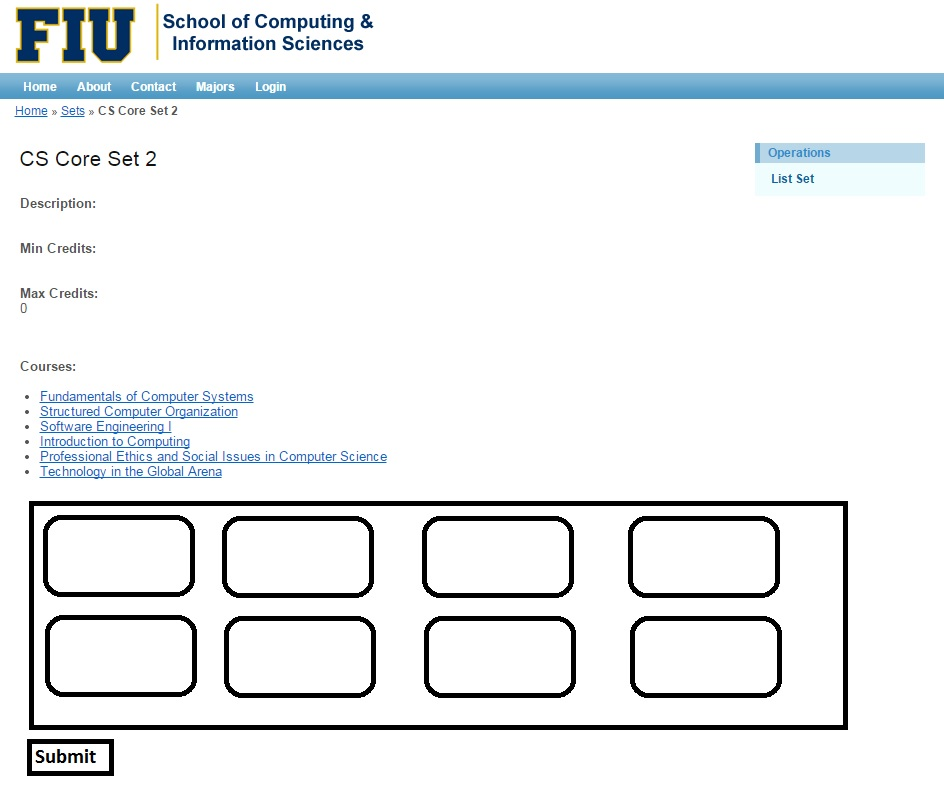 FIU School of Computing &
Information Sciences
Home About Contact Majors Login
Home » Sets » CS Core Set 2
CS Core Set 2
Operations
List Set
Description:
Min Credits:
Max Credits:
0
Courses:
• Fundamentals of Computer Systems
• Structured Computer Organization
• Software Engineering I
• Introduction to Computing
• Professional Ethics and Social Issues in Computer Science
• Technology in the Global Arena
Submit